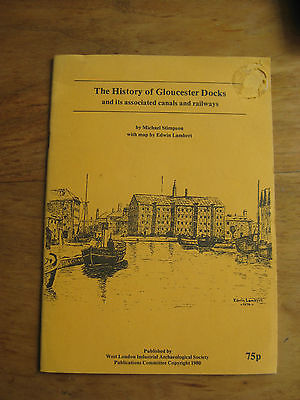 The History of Gloucester Docks
and its associated canals and railways
by Michael Stimpson
with map by Edwin Lambert
Edwin Lambert
Published by
West London Industrial Archaeological Society
Publications Committee Copyright 1980
75p